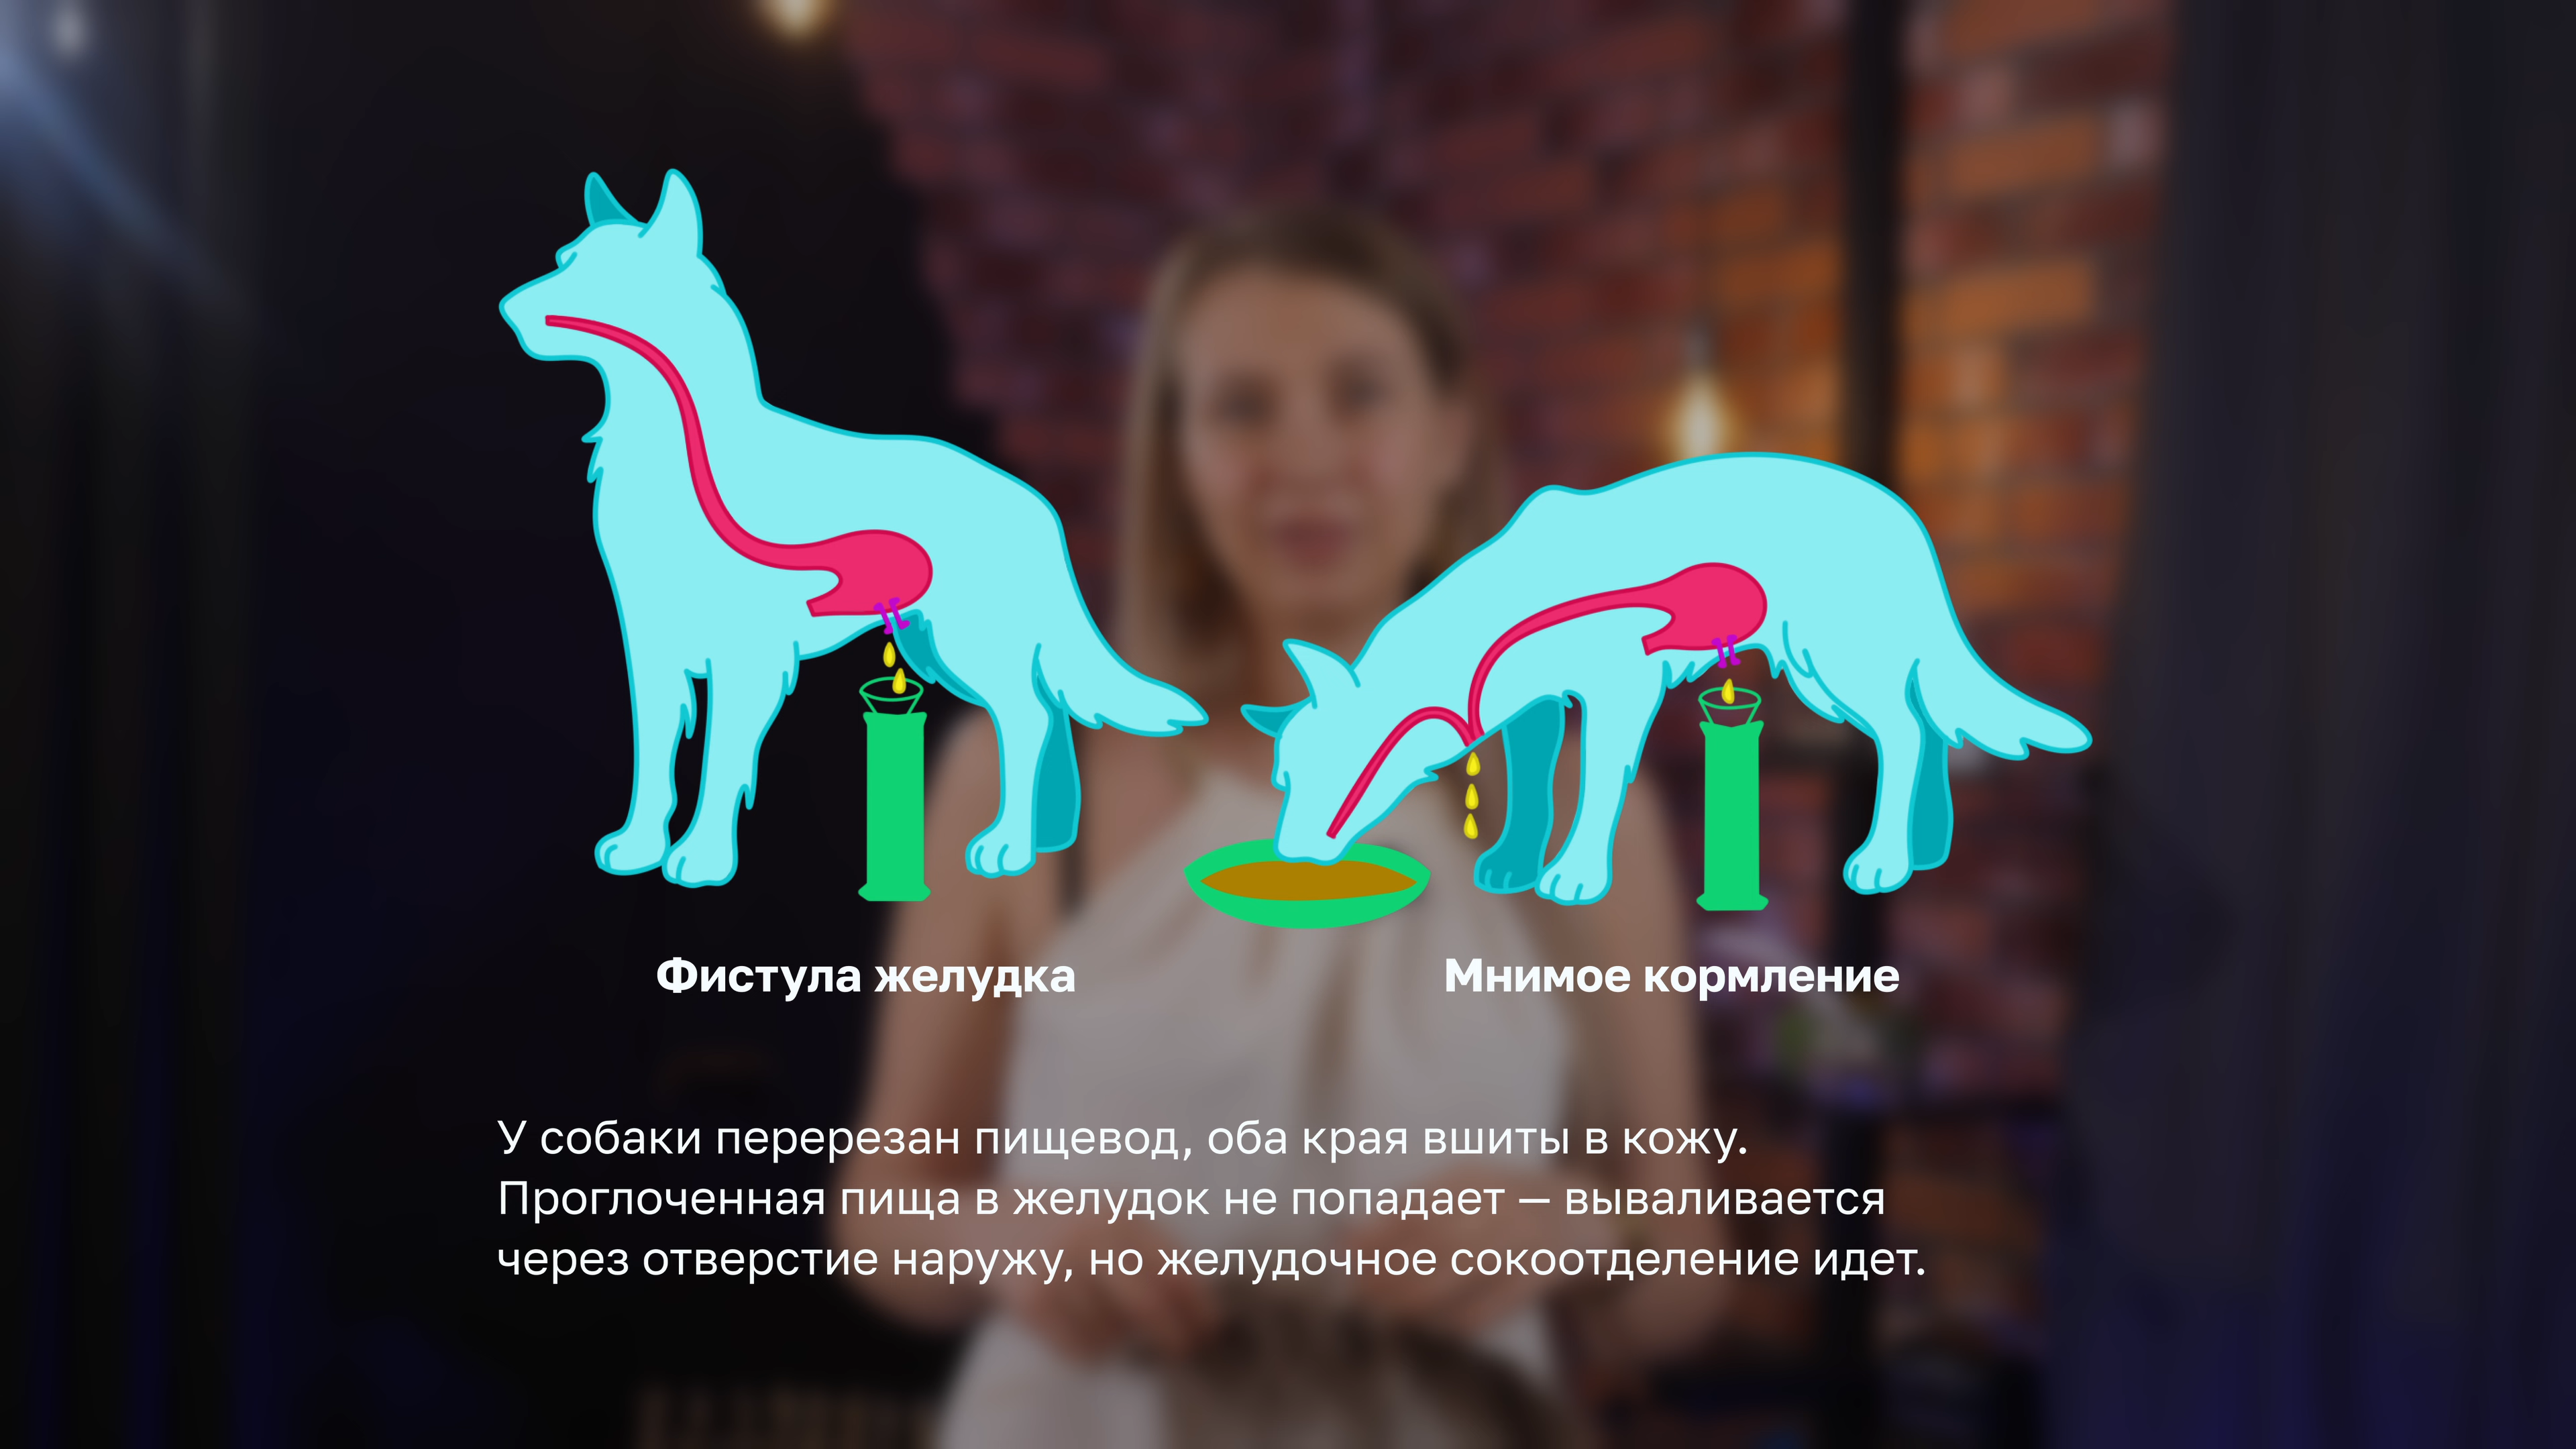 Фистула желудка
Мнимое кормление
У собаки перерезан пищевод, оба края вшиты в кожу.
Проглоченная пища в желудок не попадает — вываливается
через отверстие наружу, но желудочное сокоотделение идет.